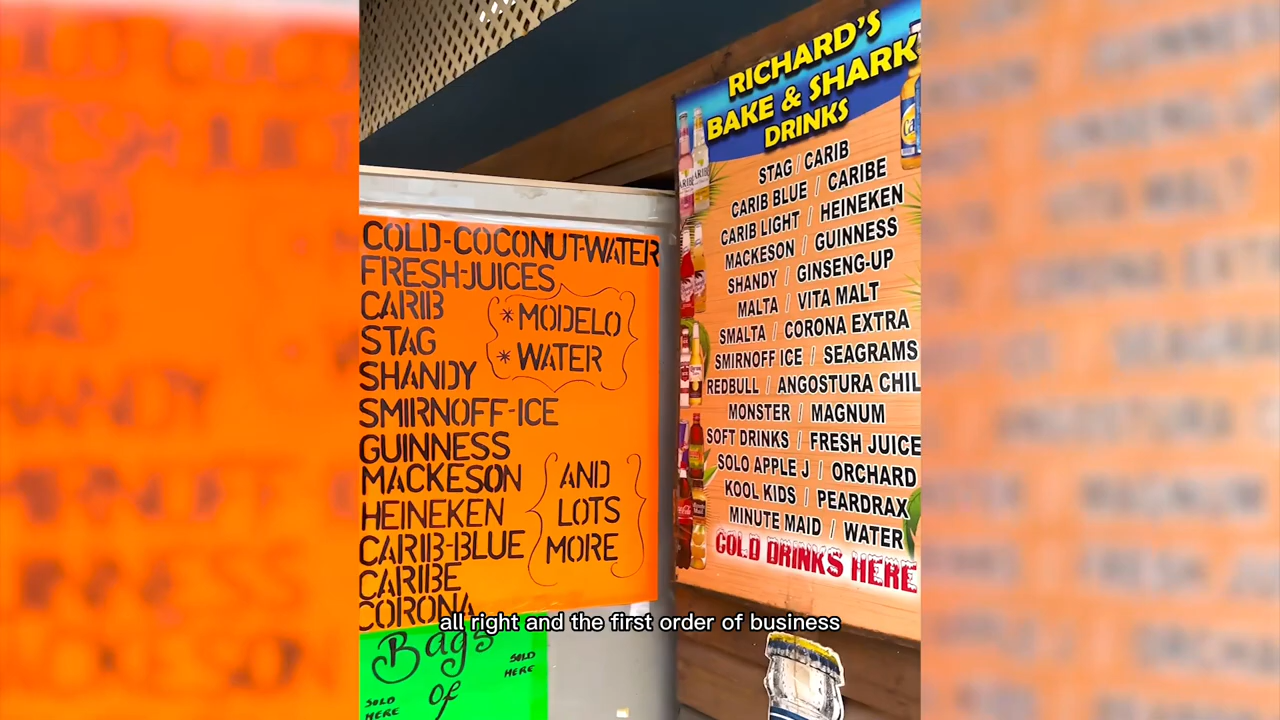 COLD-COCONUT-WATER
FRESH-JUICES
CARIB
STAG
SHANDY
SMIRNOFF-ICE
GUINNESS
MACKESON
HEINEKEN
CARIB-BLUE
CARIBE
CORONA
*MODELO
*WATER
AND
LOTS
MORE
Bags
of
SOLD
HERE
SOLD
HERE
RICHARD'S
BAKE & SHARK
DRINKS
STAG / CARIB
CARIB BLUE / CARIBE
CARIB LIGHT / HEINEKEN
MACKESON / GUINNESS
SHANDY / GINSENG-UP
MALTA / VITA MALT
SMALTA / CORONA EXTRA
SMIRNOFF ICE / SEAGRAMS
REDBULL / ANGOSTURA CHIL
MONSTER / MAGNUM
SOFT DRINKS / FRESH JUICE
SOLO APPLE J / ORCHARD
KOOL KIDS / PEARDRAX
MINUTE MAID / WATER
COLD DRINKS HERE
all right and the first order of business